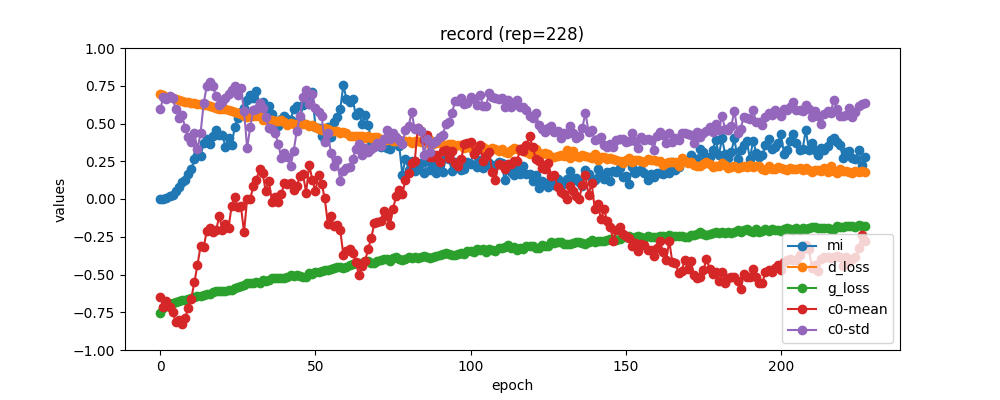 record (rep=228)
1.00
0.75
0.50
0.25
0.00
−0.25
−0.50
−0.75
−1.00
values
0
50
100
150
200
epoch
mi
d_loss
g_loss
c0-mean
c0-std